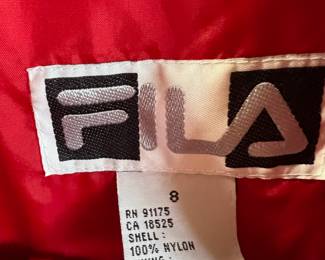 FILA
8
RN 91175
CA 18525
SHELL :
100% NYLON